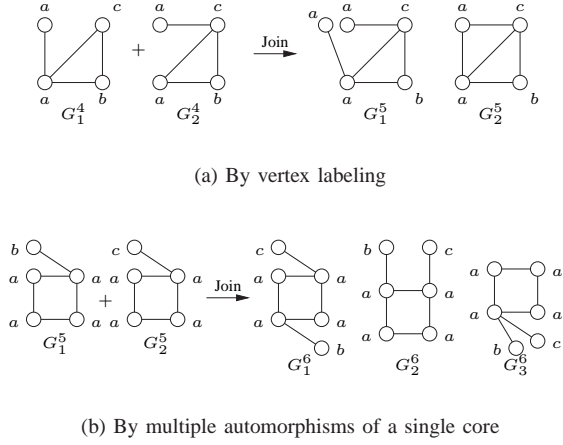 a c a c a a c a c
+ Join
a b a b a b a b
G_1^4 G_2^4 G_1^5 G_2^5
(a) By vertex labeling
b c c b c
a a a a a a a a
+ Join a a
a a a a a a a a
G_1^5 G_2^5 b b c
G_1^6 G_2^6 G_3^6
(b) By multiple automorphisms of a single core